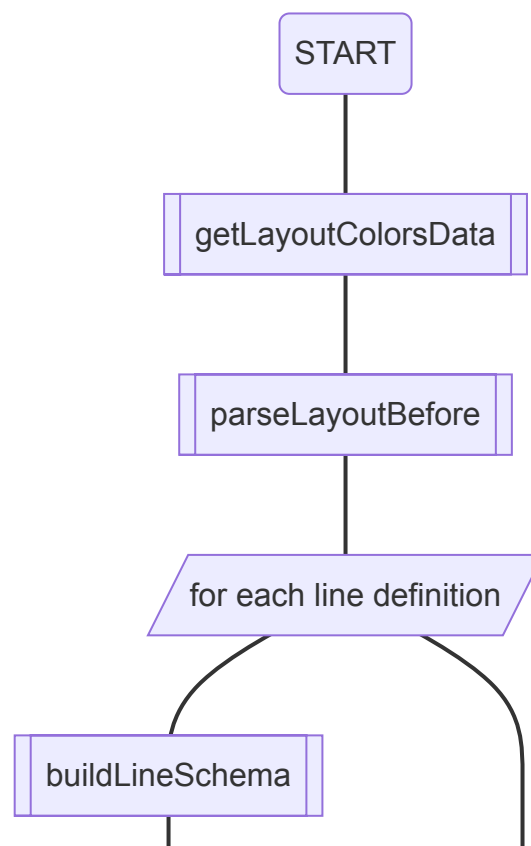 START
getLayoutColorsData
parseLayoutBefore
for each line definition
buildLineSchema